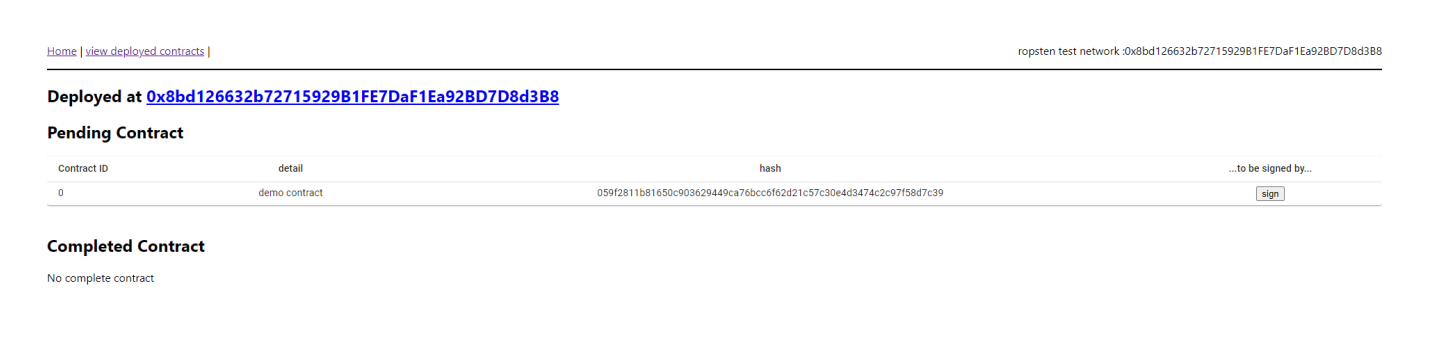 Home | view deployed contracts | ropsten test network :0x8bd126632b72715929B1FE7DaF1Ea92BD7D8d3B8
Deployed at 0x8bd126632b72715929B1FE7DaF1Ea92BD7D8d3B8
Pending Contract
Contract ID detail hash ...to be signed by...
0 demo contract 059f2811b81650c903629449ca76bcc6f62d21c57c30e4d3474c2c97f58d7c39 sign
Completed Contract
No complete contract